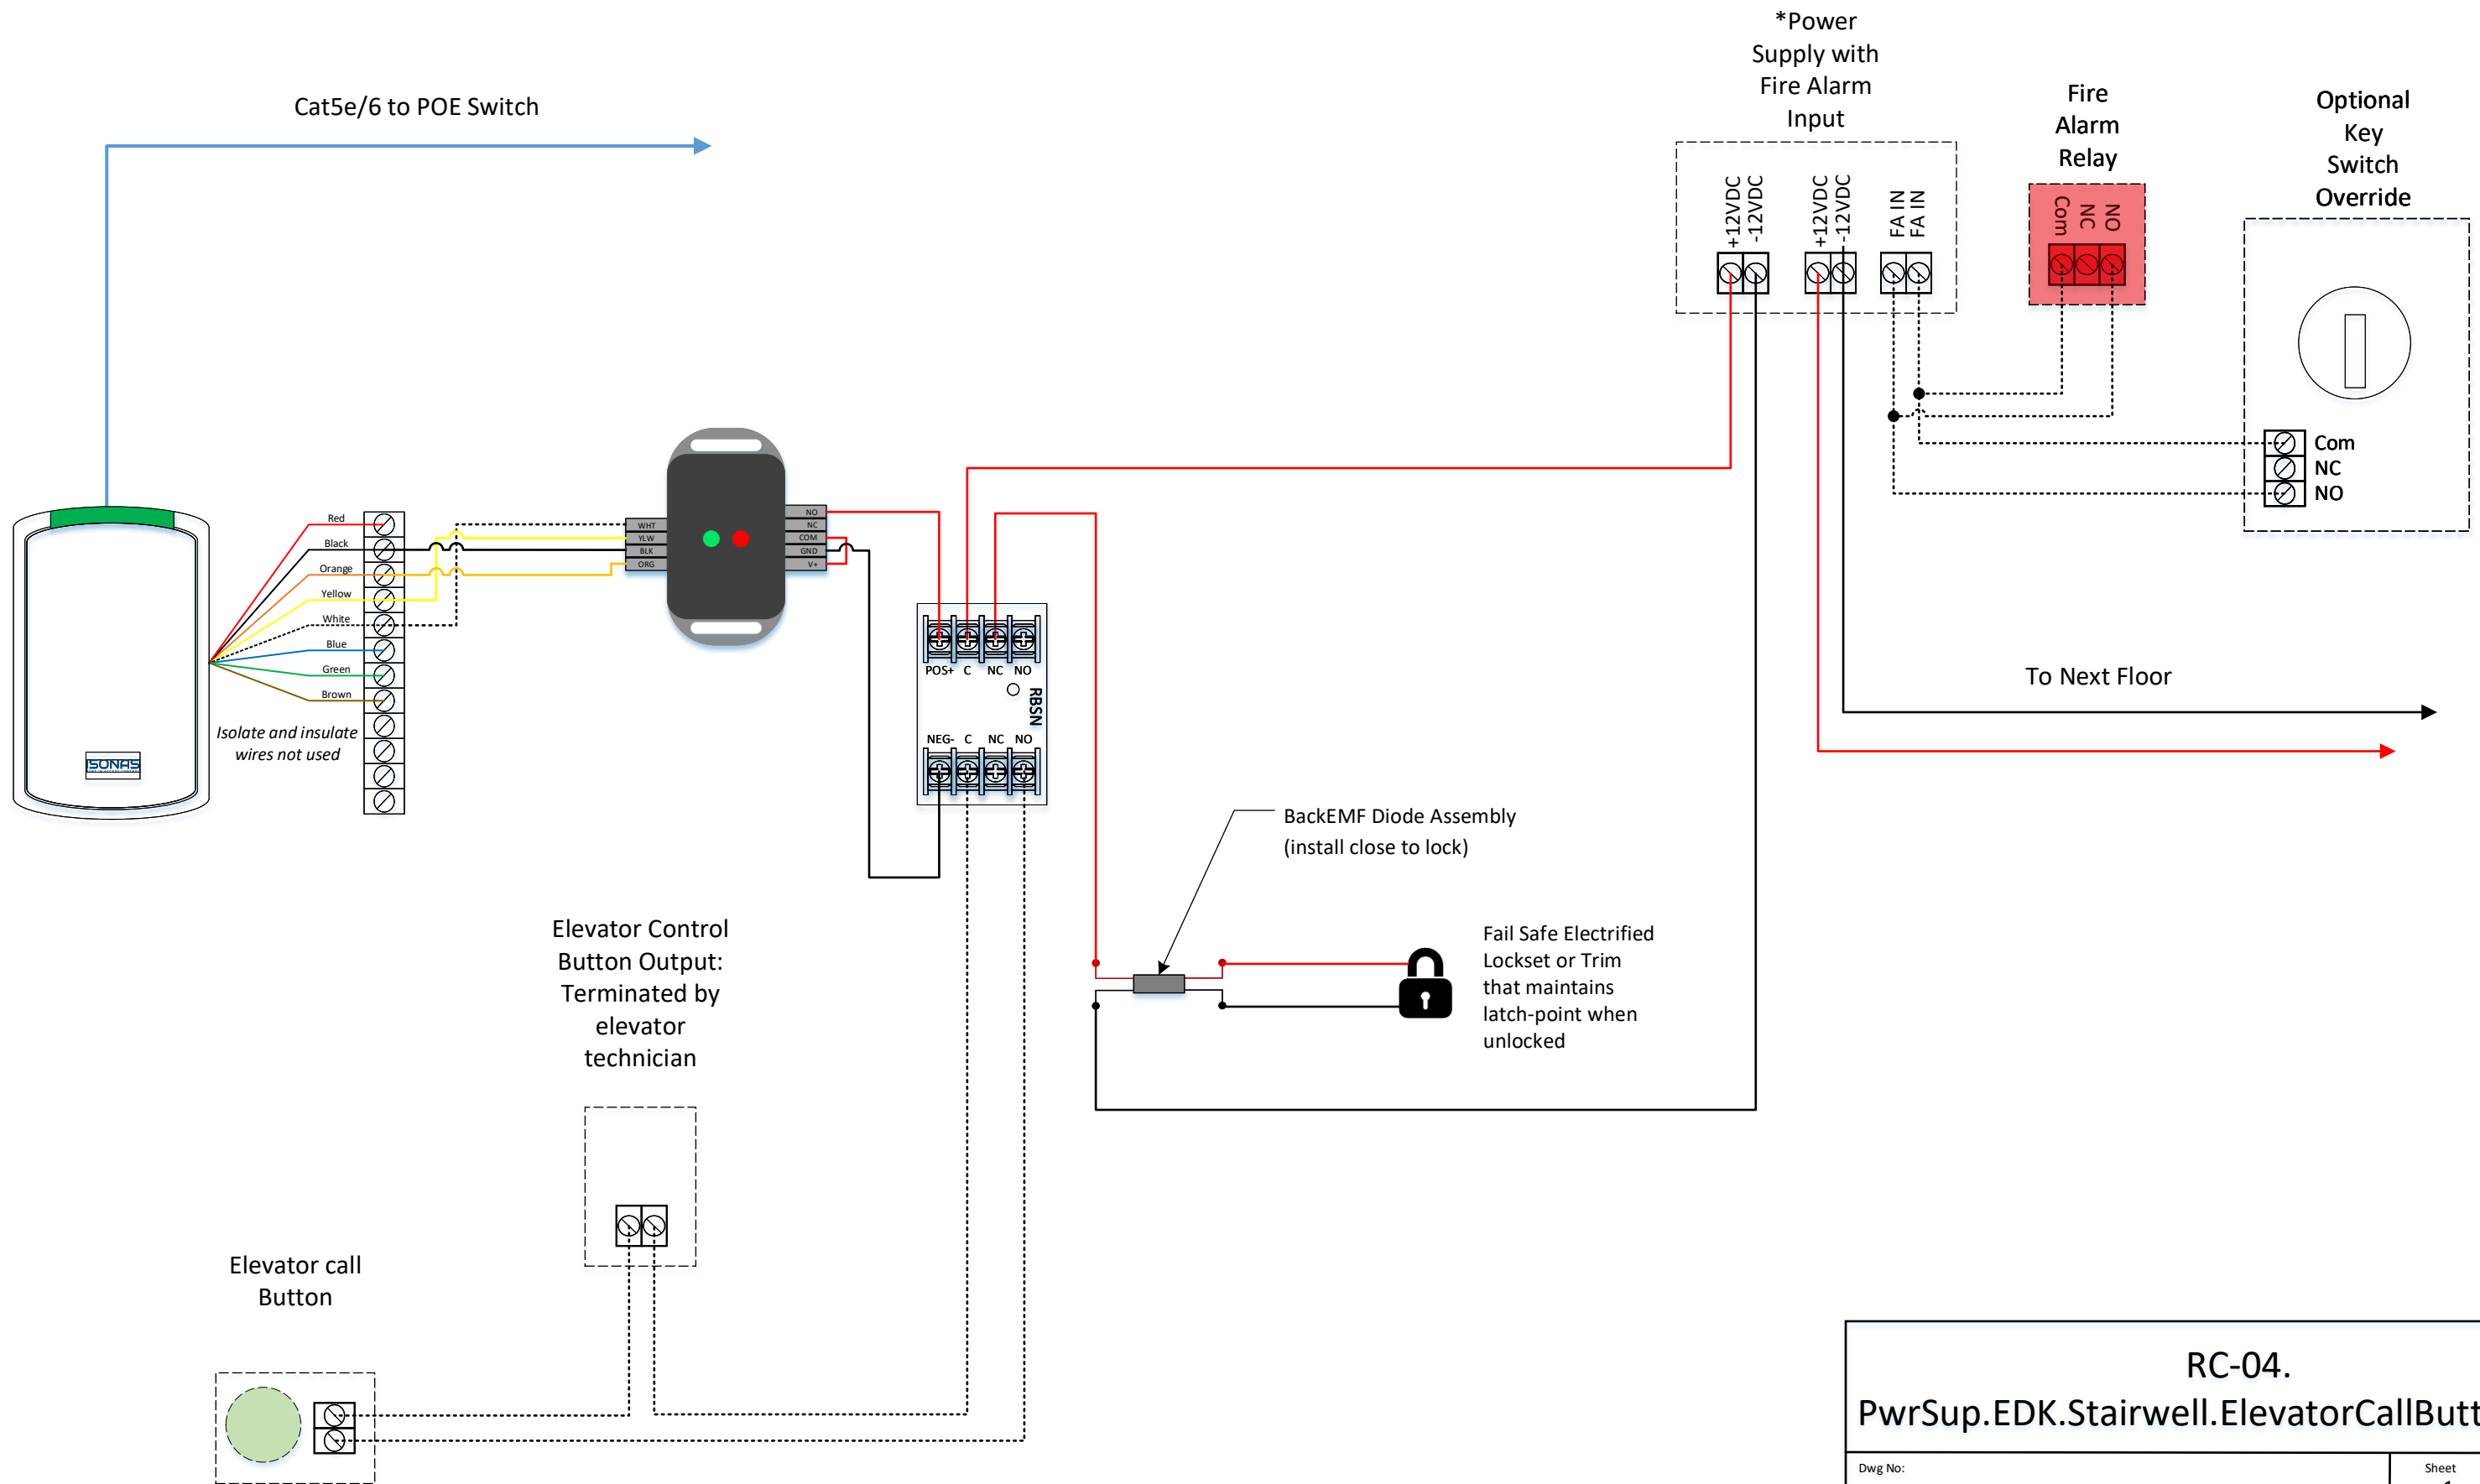 *Power
Supply with
Fire Alarm
Input
Fire
Alarm
Relay
Optional
Key
Switch
Override
Cat5e/6 to POE Switch
+12VDC
-12VDC
+12VDC
-12VDC
FA IN
FA IN
Com
NC
NO
Com
NC
NO
Red
Black
Orange
Yellow
White
Blue
Green
Brown
Isolate and insulate
wires not used
ISONAS
WHT
YLW
BLK
ORG
NO
NC
COM
GND
V+
POS+ C NC NO
RBSN
NEG- C NC NO
To Next Floor
BackEMF Diode Assembly
(install close to lock)
Fail Safe Electrified
Lockset or Trim
that maintains
latch-point when
unlocked
Elevator Control
Button Output:
Terminated by
elevator
technician
Elevator call
Button
RC-04.
PwrSup.EDK.Stairwell.ElevatorCallButt
Dwg No:
Sheet